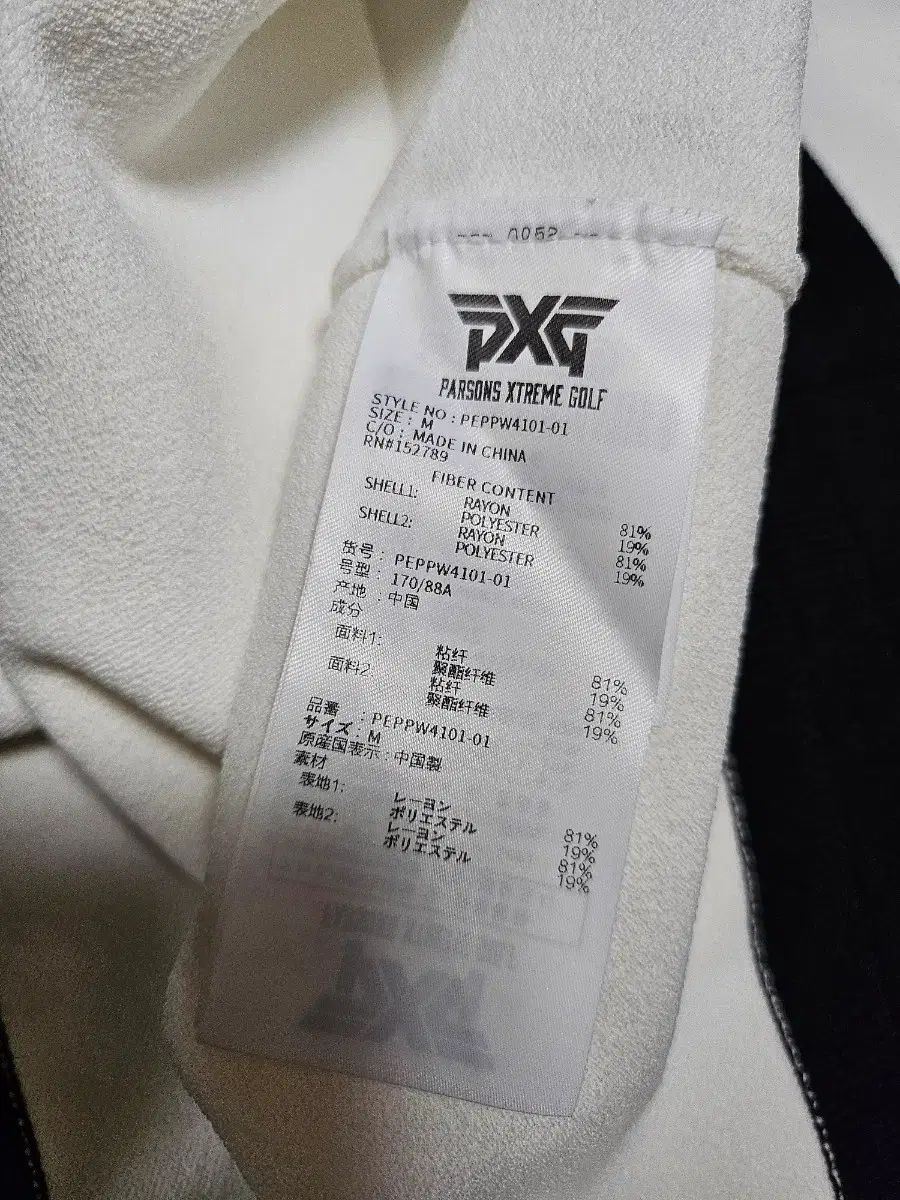 0052
PXG
PARSONS XTREME GOLF
STYLE NO : PEPPW4101-01
SIZE : M
C/O : MADE IN CHINA
RN#152789
FIBER CONTENT
SHELL1:
RAYON 81%
POLYESTER 19%
SHELL2:
RAYON 81%
POLYESTER 19%
货号 : PEPPW4101-01
号型 : 170/88A
产地 : 中国
成分
面料1:
粘纤 81%
聚酯纤维 19%
面料2
粘纤 81%
聚酯纤维 19%
品番 : PEPPW4101-01
サイズ : M
原産国表示 : 中国製
素材
表地1:
レーヨン 81%
ポリエステル 19%
表地2:
レーヨン 81%
ポリエステル 19%